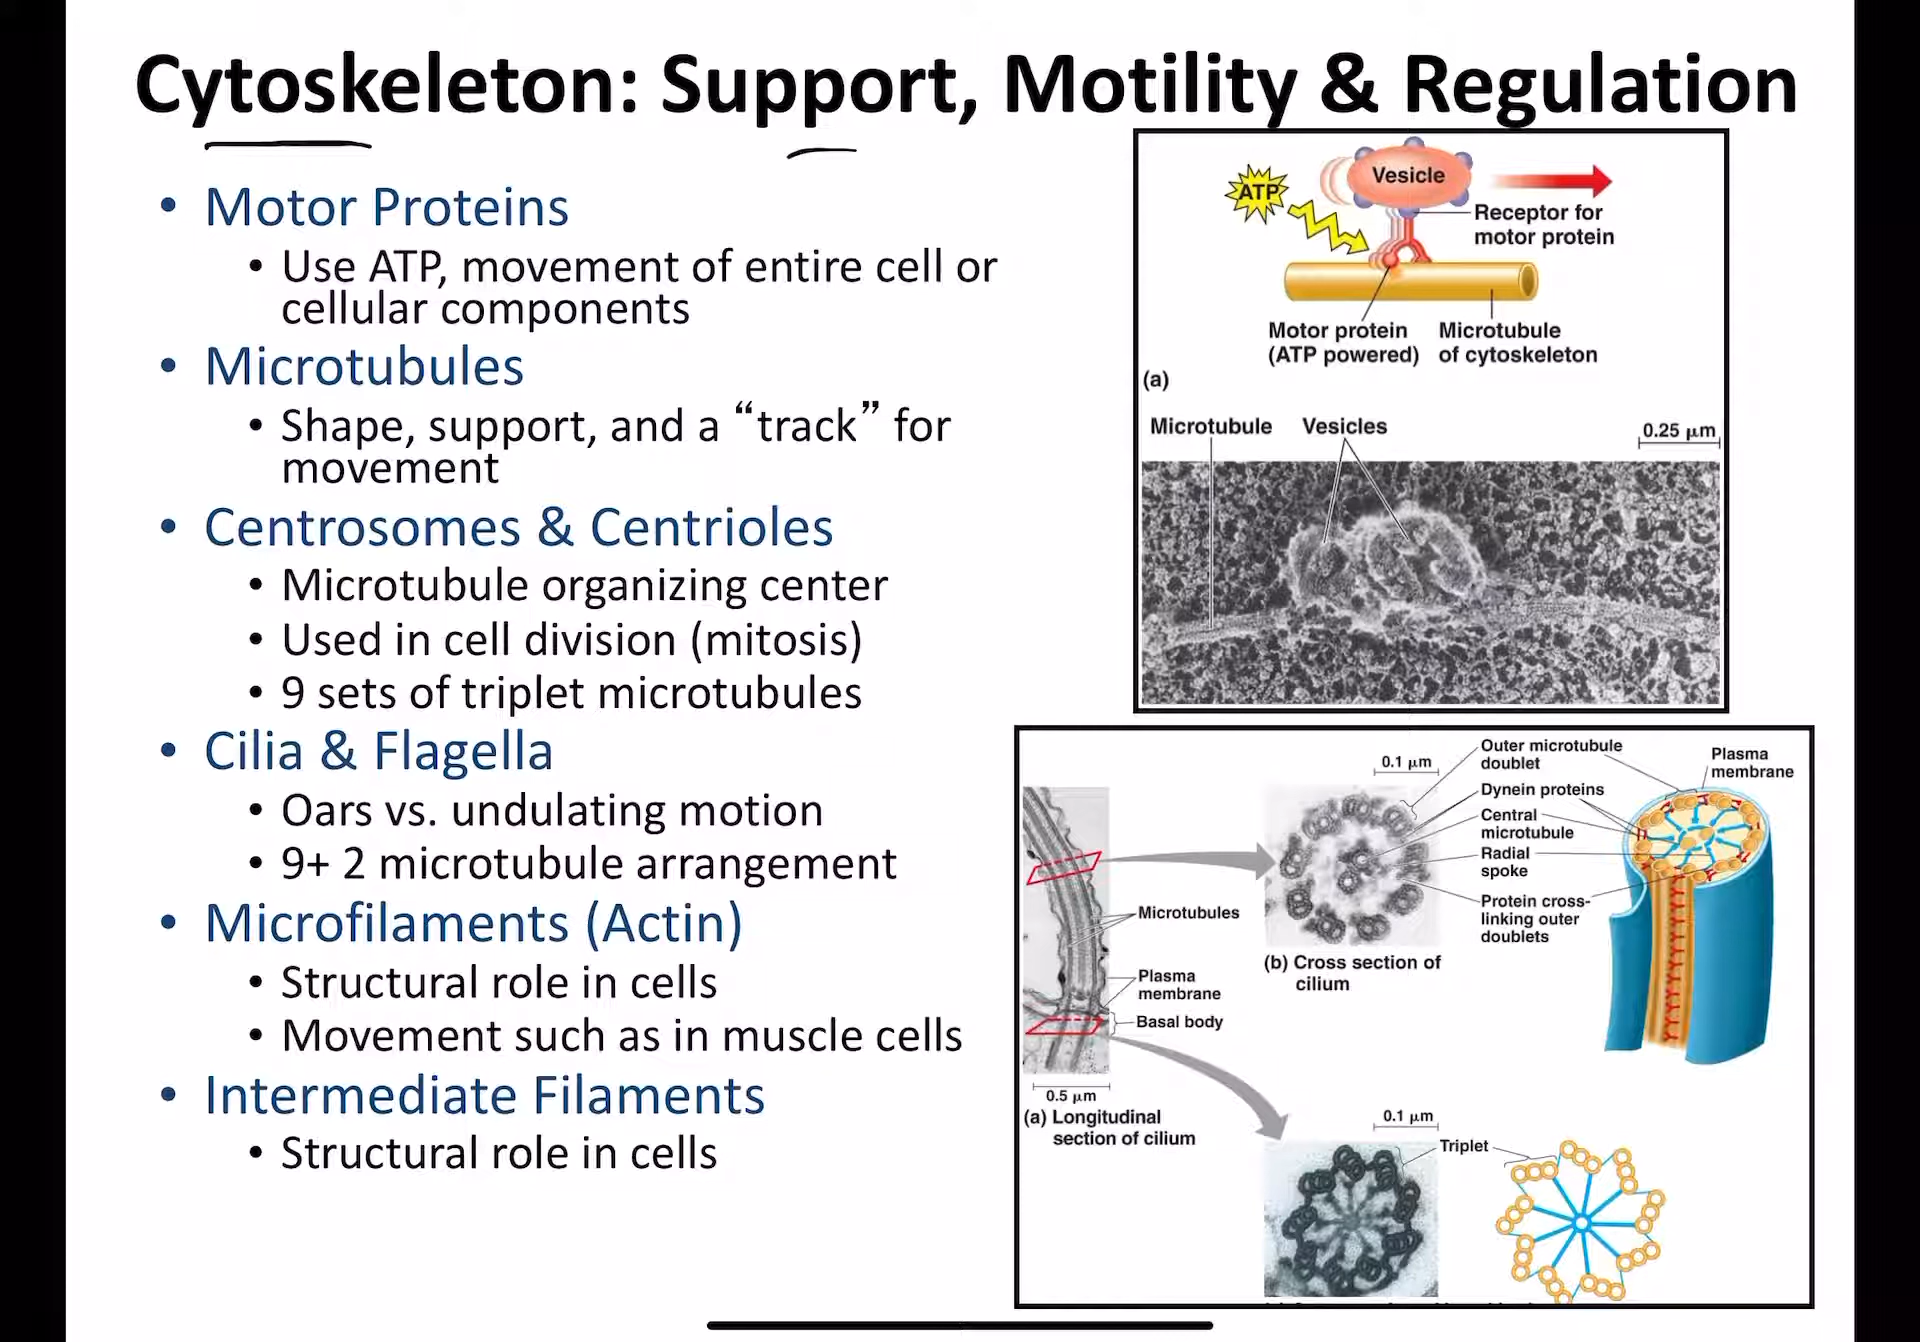 Cytoskeleton: Support, Motility & Regulation
• Motor Proteins
• Use ATP, movement of entire cell or
cellular components
• Microtubules
• Shape, support, and a “track” for
movement
• Centrosomes & Centrioles
• Microtubule organizing center
• Used in cell division (mitosis)
• 9 sets of triplet microtubules
• Cilia & Flagella
• Oars vs. undulating motion
• 9+ 2 microtubule arrangement
• Microfilaments (Actin)
• Structural role in cells
• Movement such as in muscle cells
• Intermediate Filaments
• Structural role in cells
Vesicle
ATP
Receptor for
motor protein
Motor protein
(ATP powered)
Microtubule
of cytoskeleton
(a)
Microtubule
Vesicles
0.25 µm
Outer microtubule
doublet
Plasma
membrane
0.1 µm
Dynein proteins
Central
microtubule
Radial
spoke
Protein cross-
linking outer
doublets
Microtubules
(b) Cross section of
cilium
Plasma
membrane
Basal body
0.5 µm
(a) Longitudinal
section of cilium
0.1 µm
Triplet